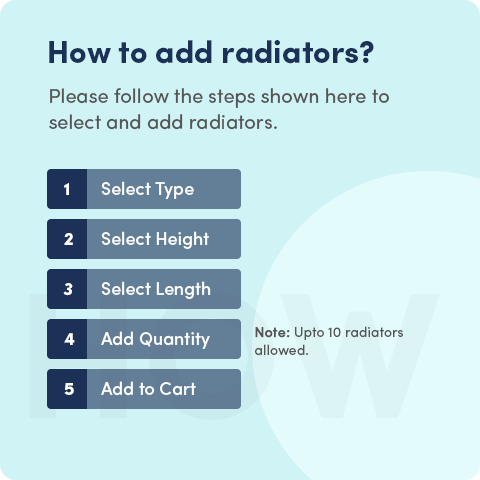 How to add radiators?
Please follow the steps shown here to
select and add radiators.
1 Select Type
2 Select Height
3 Select Length
4 Add Quantity
Note: Upto 10 radiators
allowed.
5 Add to Cart
HOW